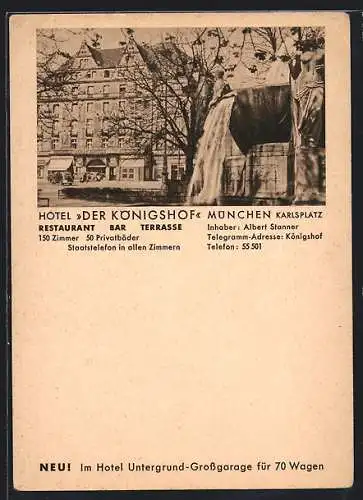 HOTEL »DER KÖNIGSHOF« MÜNCHEN KARLSPLATZ
RESTAURANT BAR TERRASSE
150 Zimmer 50 Privatbäder
Staatstelefon in allen Zimmern
Inhaber: Albert Stanner
Telegramm-Adresse: Königshof
Telefon: 55 501
NEU! Im Hotel Untergrund-Großgarage für 70 Wagen